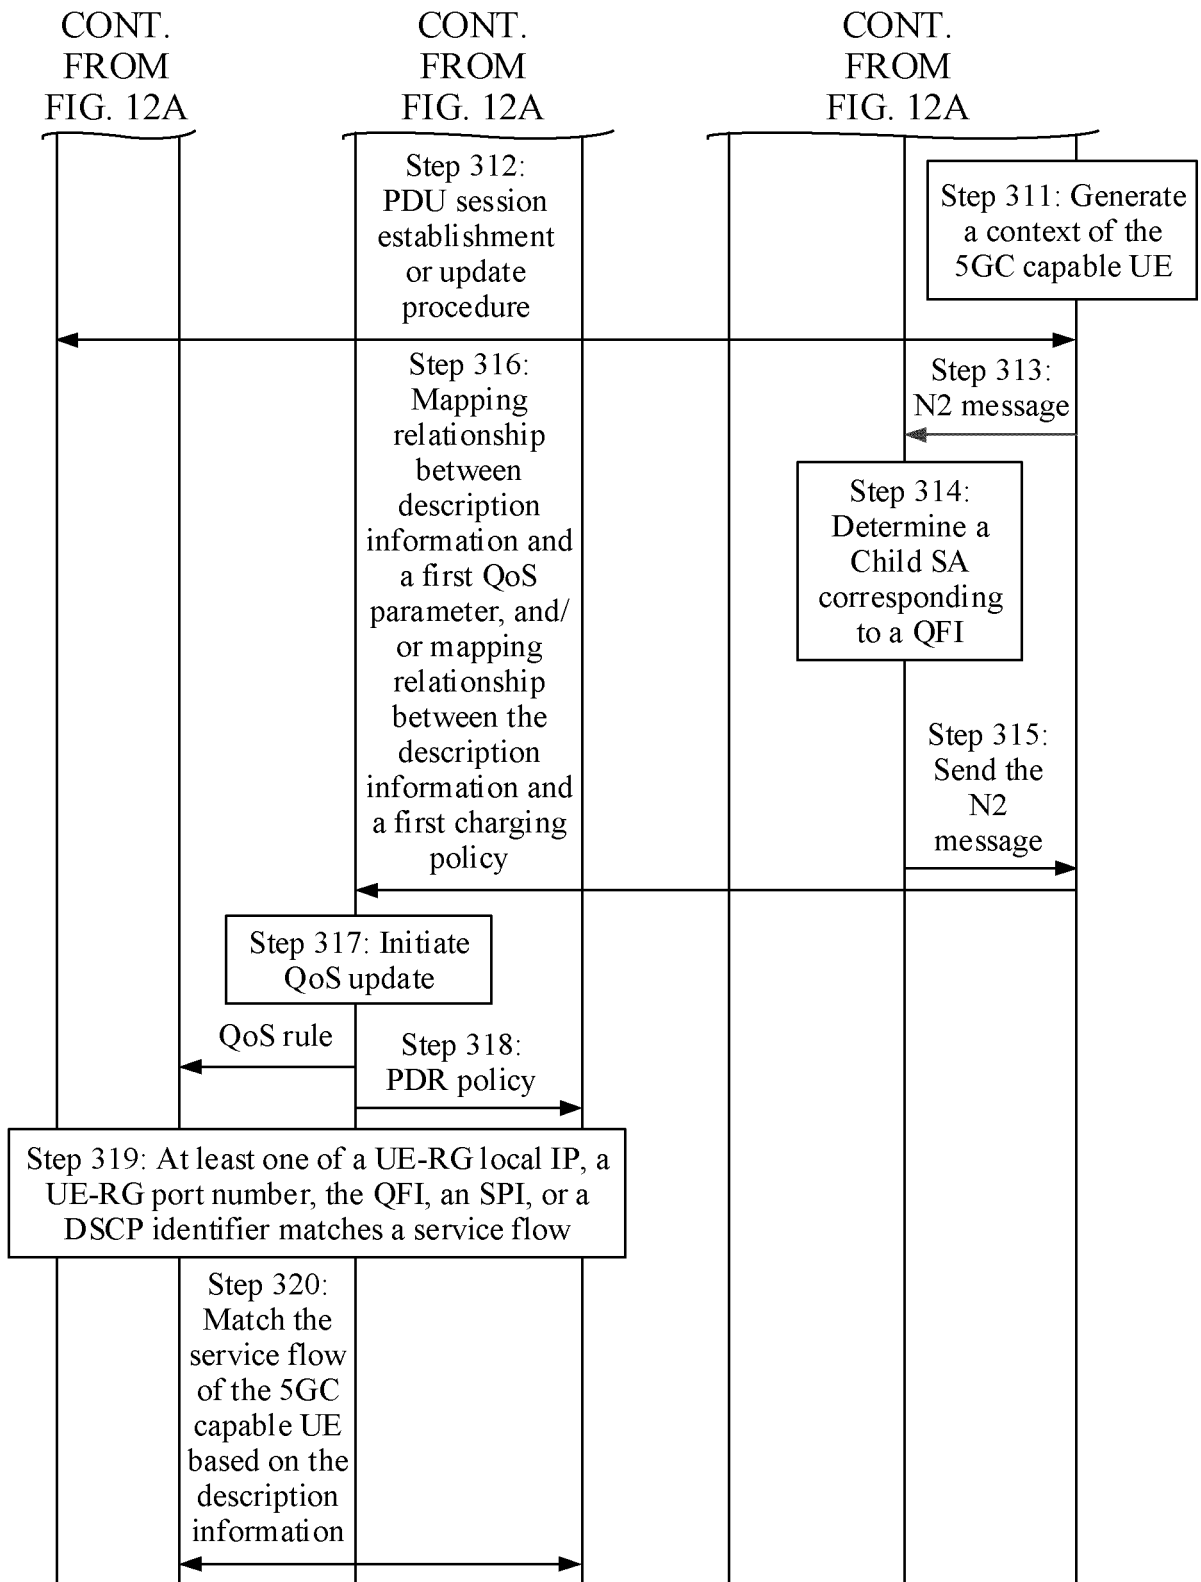 CONT.
FROM
FIG. 12A
CONT.
FROM
FIG. 12A
CONT.
FROM
FIG. 12A
Step 312:
PDU session
establishment
or update
procedure
Step 311: Generate
a context of the
5GC capable UE
Step 313:
N2 message
Step 314:
Determine a
Child SA
corresponding
to a QFI
Step 315:
Send the
N2
message
Step 316:
Mapping
relationship
between
description
information and
a first QoS
parameter, and/
or mapping
relationship
between the
description
information and
a first charging
policy
Step 317: Initiate
QoS update
QoS rule
Step 318:
PDR policy
Step 319: At least one of a UE-RG local IP, a
UE-RG port number, the QFI, an SPI, or a
DSCP identifier matches a service flow
Step 320:
Match the
service flow
of the 5GC
capable UE
based on the
description
information